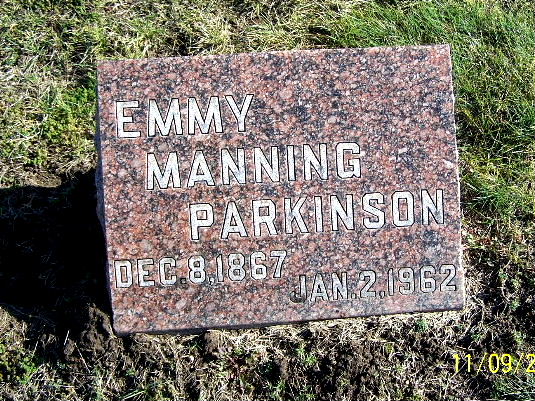 EMMY
MANNING
PARKINSON
DEC. 8, 1867
JAN. 2, 1962
11/09/2